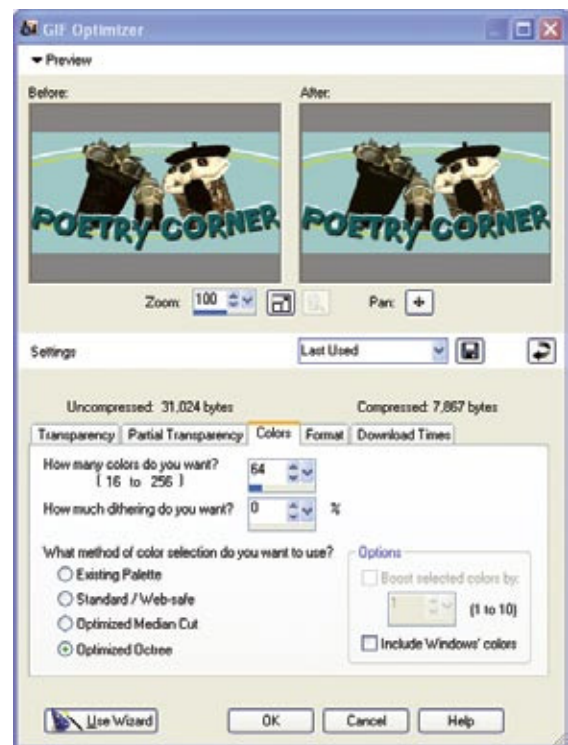 GIF Optimizer
Preview
Before:
After:
POETRY CORNER
POETRY CORNER
Zoom: 100
Pan:
Settings
Last Used
Uncompressed: 31,024 bytes
Compressed: 7,867 bytes
Transparency Partial Transparency Colors Format Download Times
How many colors do you want? 64
( 16 to 256 )
How much dithering do you want? 0 %
What method of color selection do you want to use?
Existing Palette
Standard / Web-safe
Optimized Median Cut
Optimized Octree
Options
Boost selected colors by:
1 (1 to 10)
Include Windows' colors
Use Wizard
OK
Cancel
Help